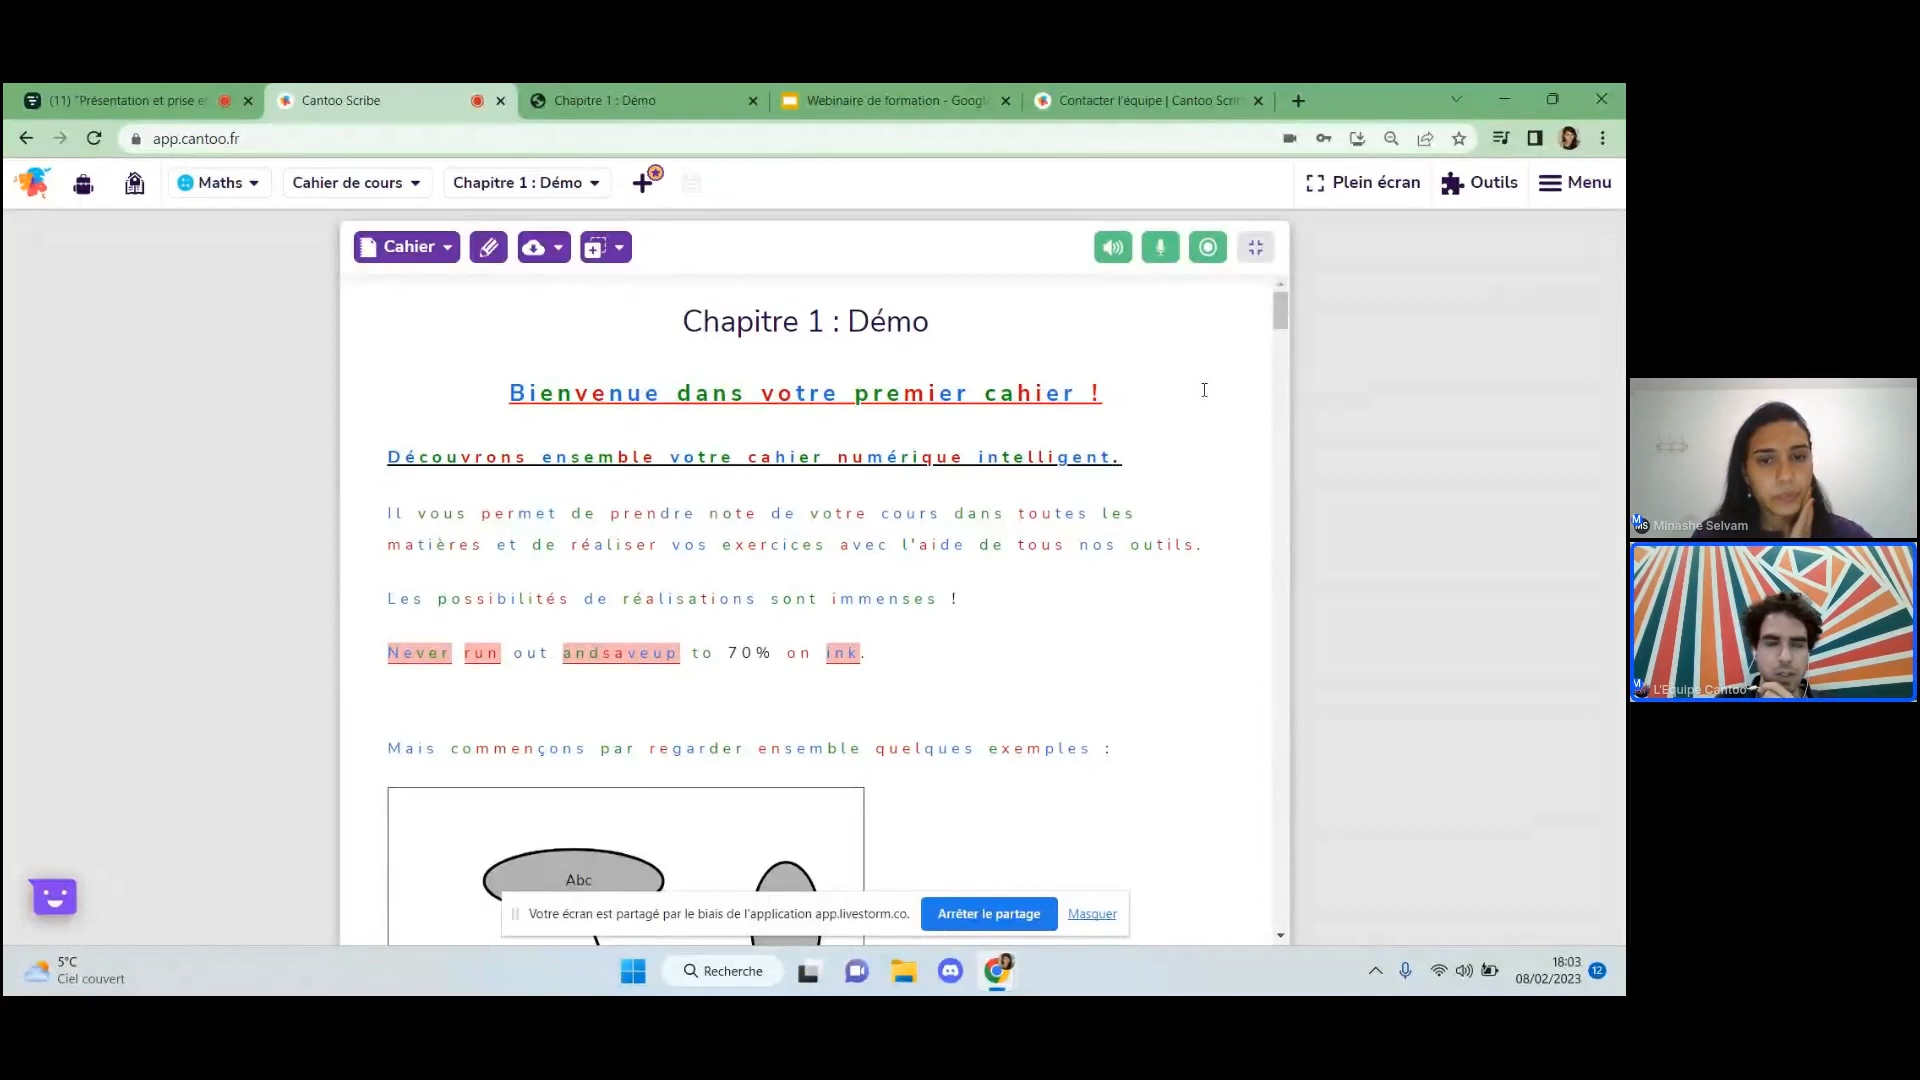 (11) "Présentation et prise e
Cantoo Scribe
Chapitre 1 : Démo
Webinaire de formation - Googl
Contacter l'équipe | Cantoo Scri
app.cantoo.fr
Maths
Cahier de cours
Chapitre 1 : Démo
Plein écran
Outils
Menu
Cahier
Chapitre 1 : Démo
Bienvenue dans votre premier cahier !
Découvrons ensemble votre cahier numérique intelligent.
Il vous permet de prendre note de votre cours dans toutes les
matières et de réaliser vos exercices avec l'aide de tous nos outils.
Les possibilités de réalisations sont immenses !
Never run out andsaveup to 70% on ink.
Mais commençons par regarder ensemble quelques exemples :
Abc
Votre écran est partagé par le biais de l'application app.livestorm.co.
Arrêter le partage
Masquer
M
MS
Minashe Selvam
M
L'Equipe Cantoo
5°C
Ciel couvert
Recherche
18:03
08/02/2023
12